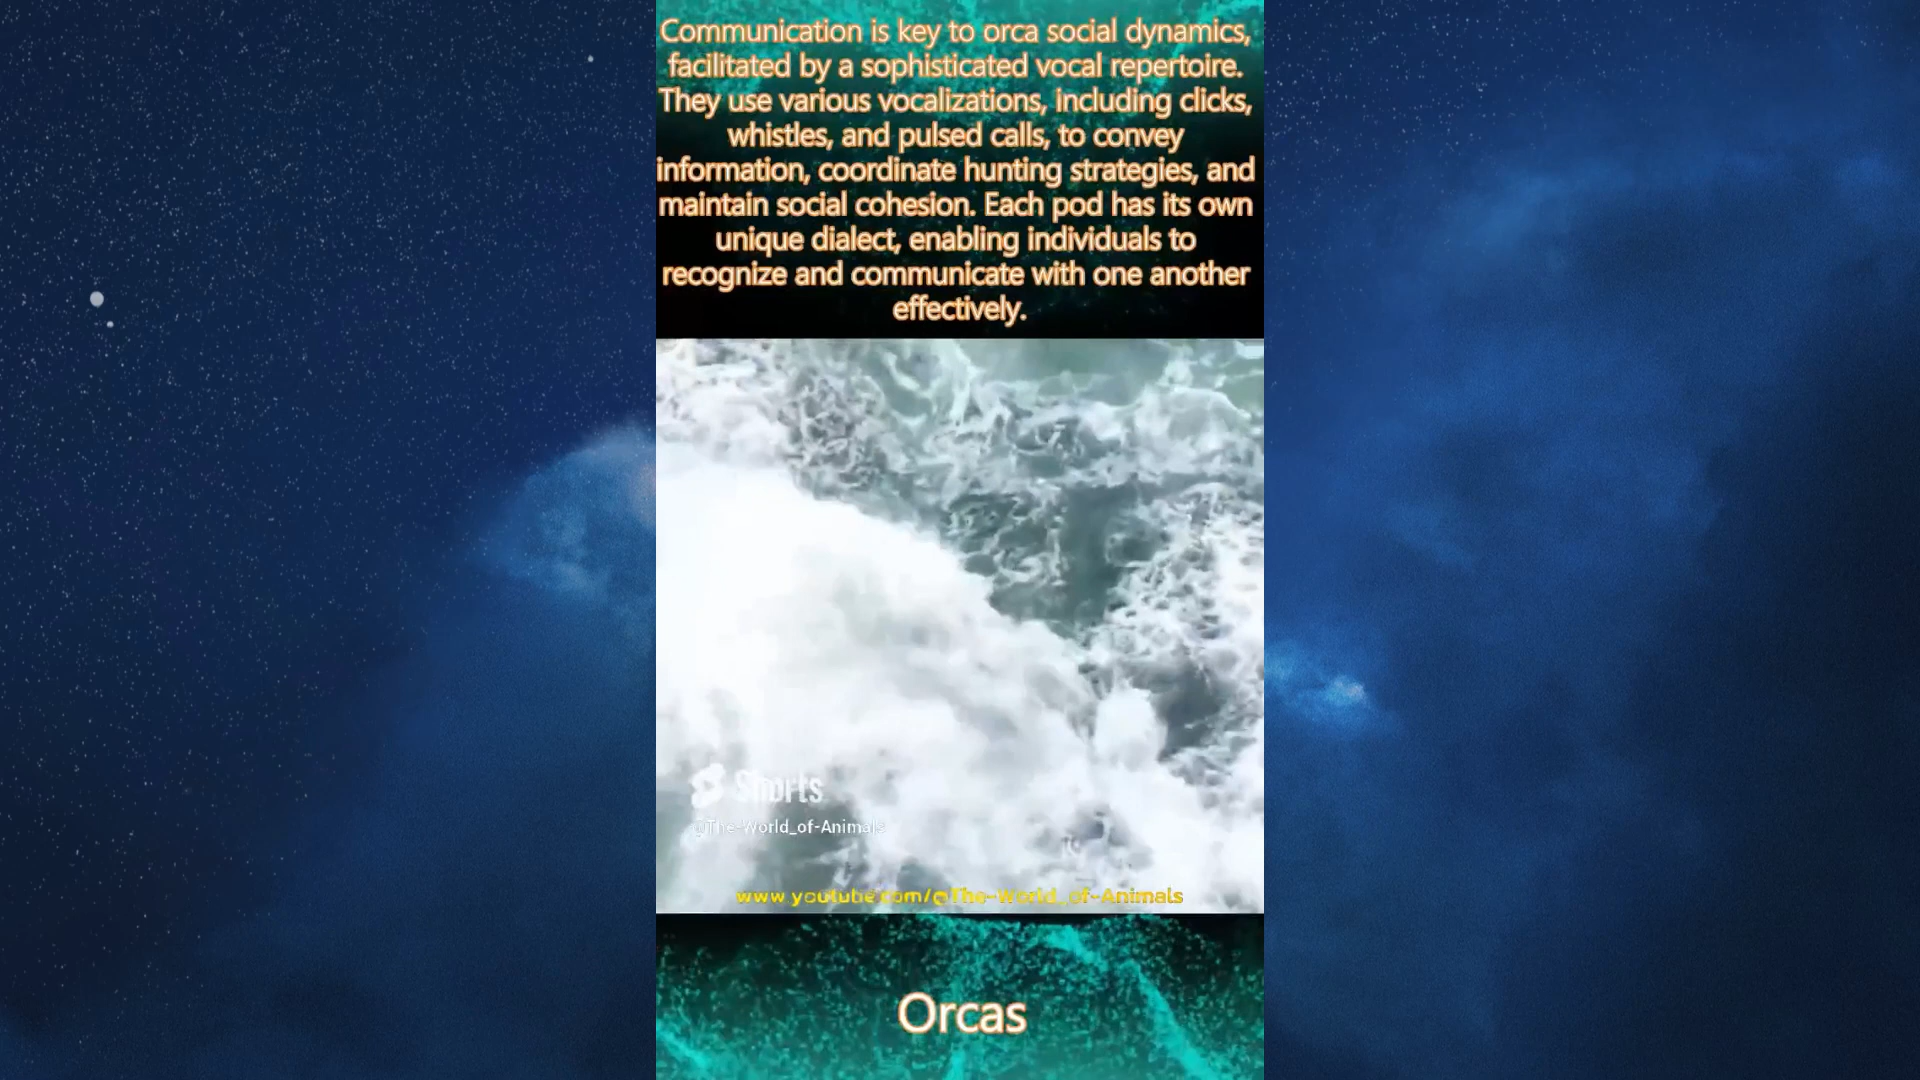 Communication is key to orca social dynamics,
facilitated by a sophisticated vocal repertoire.
They use various vocalizations, including clicks,
whistles, and pulsed calls, to convey
information, coordinate hunting strategies, and
maintain social cohesion. Each pod has its own
unique dialect, enabling individuals to
recognize and communicate with one another
effectively.
Shorts
@The-World_of-Animals
www.youtube.com/@The-World_of-Animals
Orcas